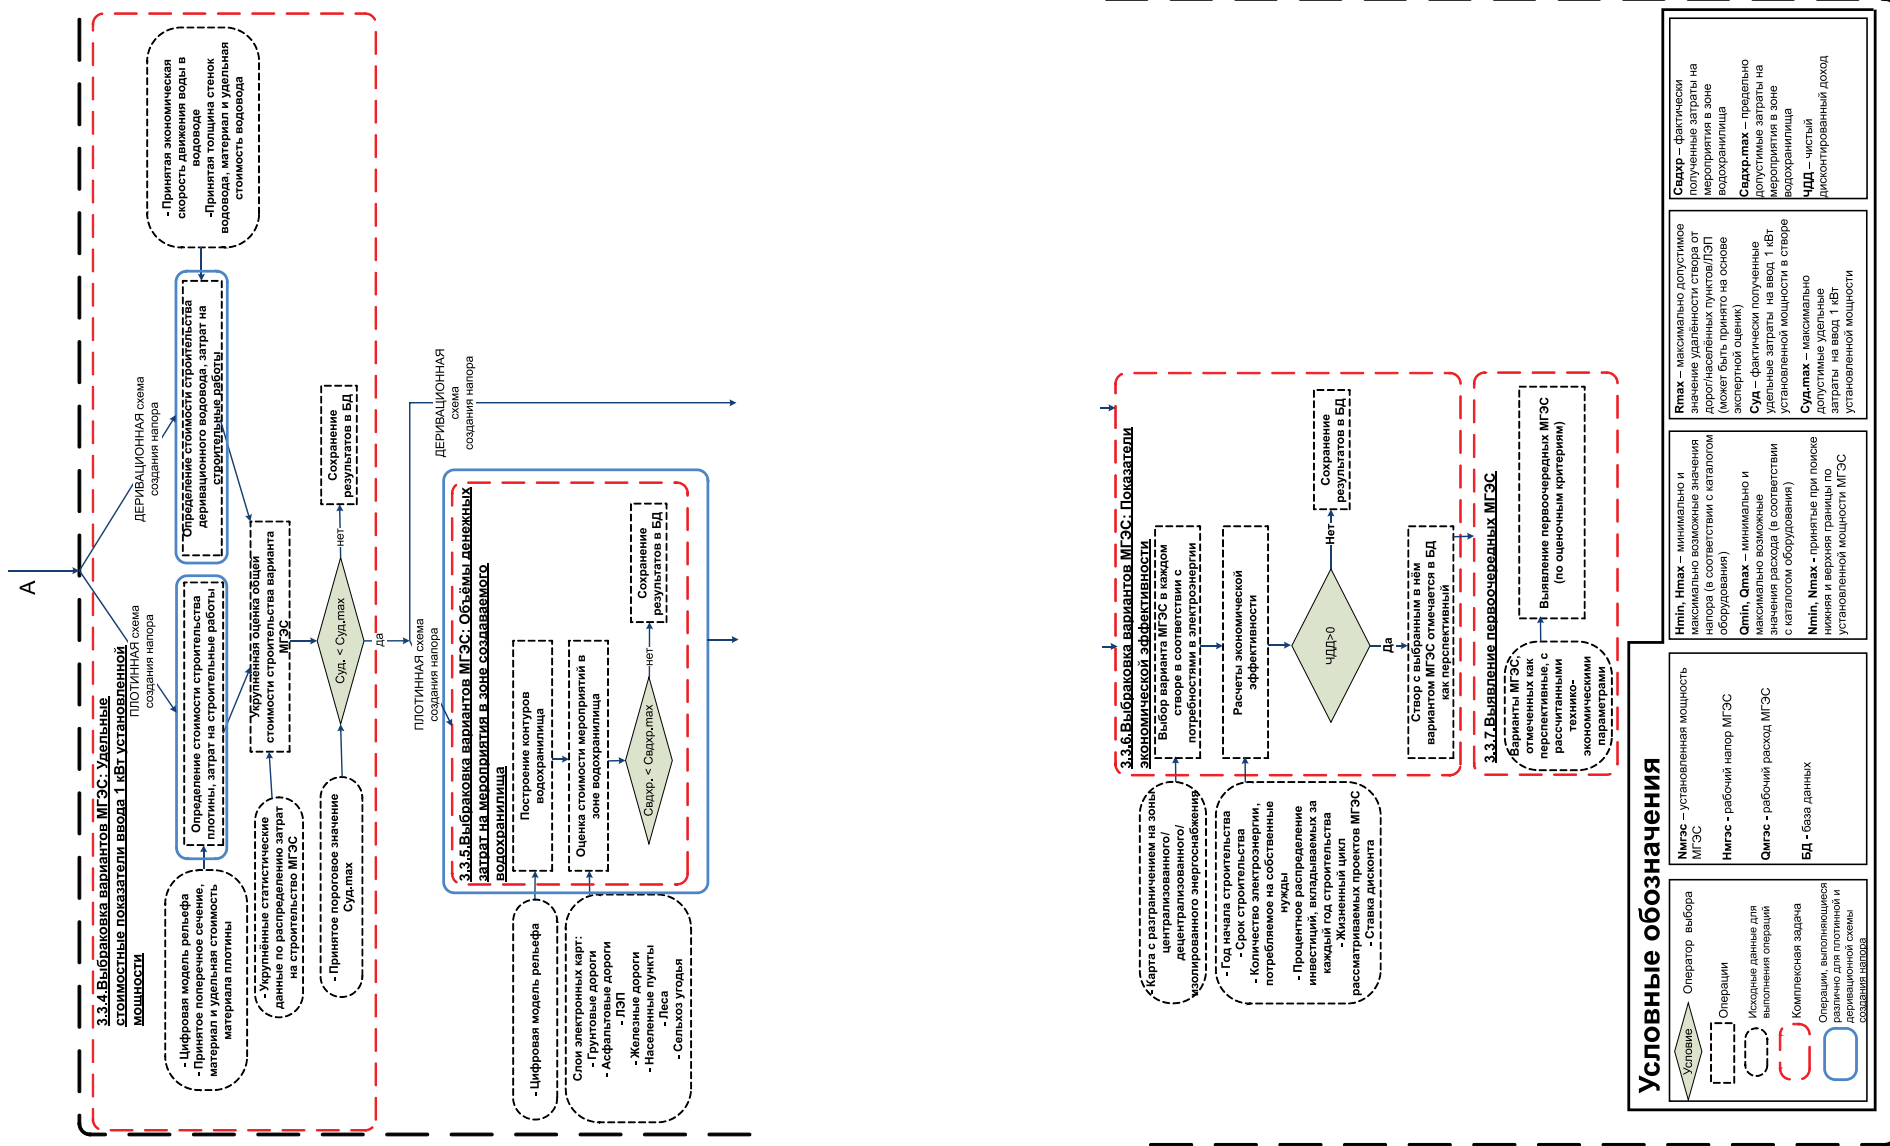 А
3.3.4.Выбраковка вариантов МГЭС: Удельные
стоимостные показатели ввода 1 кВт установленной
мощности
ПЛОТИННАЯ схема
создания напора
ДЕРИВАЦИОННАЯ схема
создания напора
- Цифровая модель рельефа
- Принятое поперечное сечение,
материал и удельная стоимость
материала плотины
Определение стоимости строительства
плотины, затрат на строительные работы
Определение стоимости строительства
деривационного водовода, затрат на
строительные работы
- Принятая экономическая
скорость движения воды в
водоводе
-Принятая толщина стенок
водовода, материал и удельная
стоимость водовода
- Укрупнённые статистические
данные по распределению затрат
на строительство МГЭС
Укрупнённая оценка общей
стоимости строительства варианта
МГЭС
- Принятое пороговое значение
Суд.max
Суд. < Суд.max
нет
Сохранение
результатов в БД
да
ПЛОТИННАЯ схема
создания напора
ДЕРИВАЦИОННАЯ
схема
создания напора
3.3.5.Выбраковка вариантов МГЭС: Объёмы денежных
затрат на мероприятия в зоне создаваемого
водохранилища
- Цифровая модель рельефа
Построение контуров
водохранилища
Слои электронных карт:
- Грунтовые дороги
- Асфальтовые дороги
- ЛЭП
- Железные дороги
- Населенные пункты
- Леса
- Сельхоз угодья
Оценка стоимости мероприятий в
зоне водохранилища
Свдхр. < Свдхр.max
нет
Сохранение
результатов в БД
3.3.6.Выбраковка вариантов МГЭС: Показатели
экономической эффективности
- Карта с разграничением на зоны
централизованного/
децентрализованного/
изолированного энергоснабжения
Выбор варианта МГЭС в каждом
створе в соответствии с
потребностями в электроэнергии
- Год начала строительства
- Срок строительства
- Количество электроэнергии,
потребляемое на собственные
нужды
- Процентное распределение
инвестиций, вкладываемых за
каждый год строительства
- Жизненный цикл
рассматриваемых проектов МГЭС
- Ставка дисконта
Расчеты экономической
эффективности
ЧДД>0
Нет
Сохранение
результатов в БД
Да
Створ с выбранным в нём
вариантом МГЭС отмечается в БД
как перспективный
3.3.7.Выявление первоочередных МГЭС
Варианты МГЭС,
отмеченных как
перспективные, с
рассчитанными
технико-
экономическими
параметрами
Выявление первоочередных МГЭС
(по оценочным критериям)
Условные обозначения
Условие
Оператор выбора
Операции
Исходные данные для
выполнения операций
Комплексная задача
Операции, выполняющиеся
различно для плотинной и
деривационной схемы
создания напора
Nмгэс – установленная мощность
МГЭС
Нмгэс - рабочий напор МГЭС
Qмгэс - рабочий расход МГЭС
БД - база данных
Hmin, Hmax – минимально и
максимально возможные значения
напора (в соответствии с каталогом
оборудования)
Qmin, Qmax – минимально и
максимально возможные
значения расхода (в соответствии
с каталогом оборудования)
Nmin, Nmax - принятые при поиске
нижняя и верхняя границы по
установленной мощности МГЭС
Rmax – максимально допустимое
значение удалённости створа от
дорог/населённых пунктов/ЛЭП
(может быть принято на основе
экспертной оценик)
Суд – фактически полученные
удельные затраты на ввод 1 кВт
установленной мощности в створе
Суд.max – максимально
допустимые удельные
затраты на ввод 1 кВт
установленной мощности
Свдхр – фактически
полученные затраты на
мероприятия в зоне
водохранилища
Свдхр.max – предельно
допустимые затраты на
мероприятия в зоне
водохранилища
ЧДД – чистый
дисконтированный доход